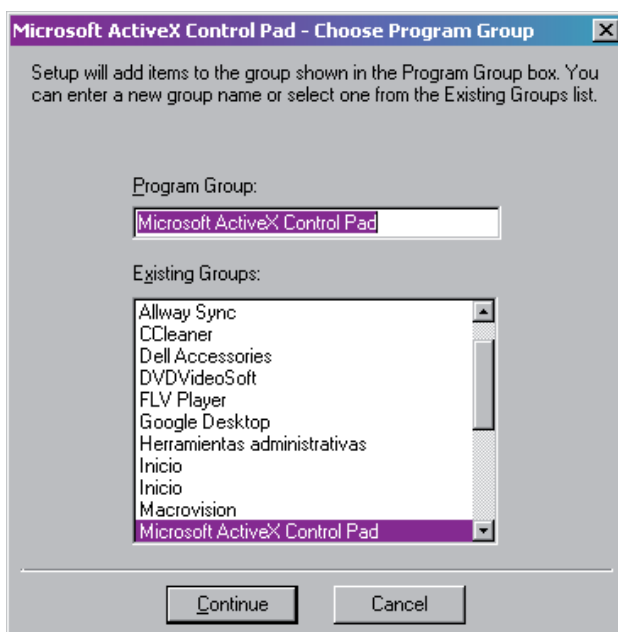 Microsoft ActiveX Control Pad - Choose Program Group
Setup will add items to the group shown in the Program Group box. You
can enter a new group name or select one from the Existing Groups list.
Program Group:
Microsoft ActiveX Control Pad
Existing Groups:
Allway Sync
CCleaner
Dell Accessories
DVDVideoSoft
FLV Player
Google Desktop
Herramientas administrativas
Inicio
Inicio
Macrovision
Microsoft ActiveX Control Pad
Continue Cancel